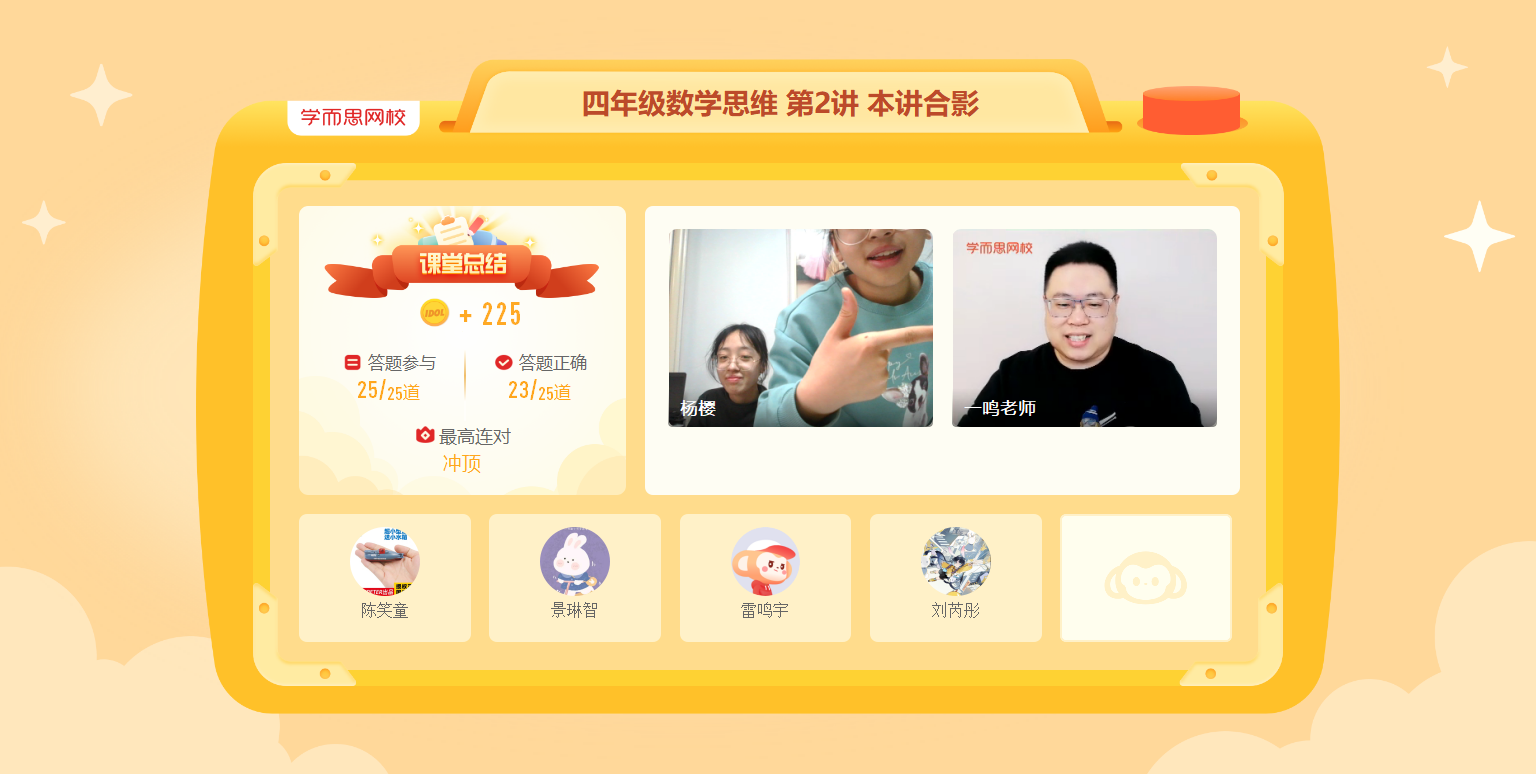 学而思网校
四年级数学思维 第2讲 本讲合影
课堂总结
IDOL + 225
答题参与
25/25道
答题正确
23/25道
最高连对
冲顶
学而思网校
杨樱
一鸣老师
陈笑童
景琳智
雷鸣宇
刘芮彤